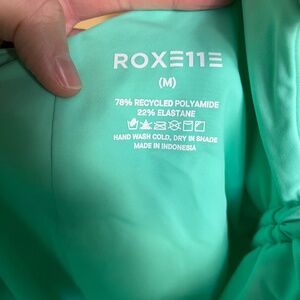 ROXE11E
(M)
78% RECYCLED POLYAMIDE
22% ELASTANE
HAND WASH COLD, DRY IN SHADE
MADE IN INDONESIA